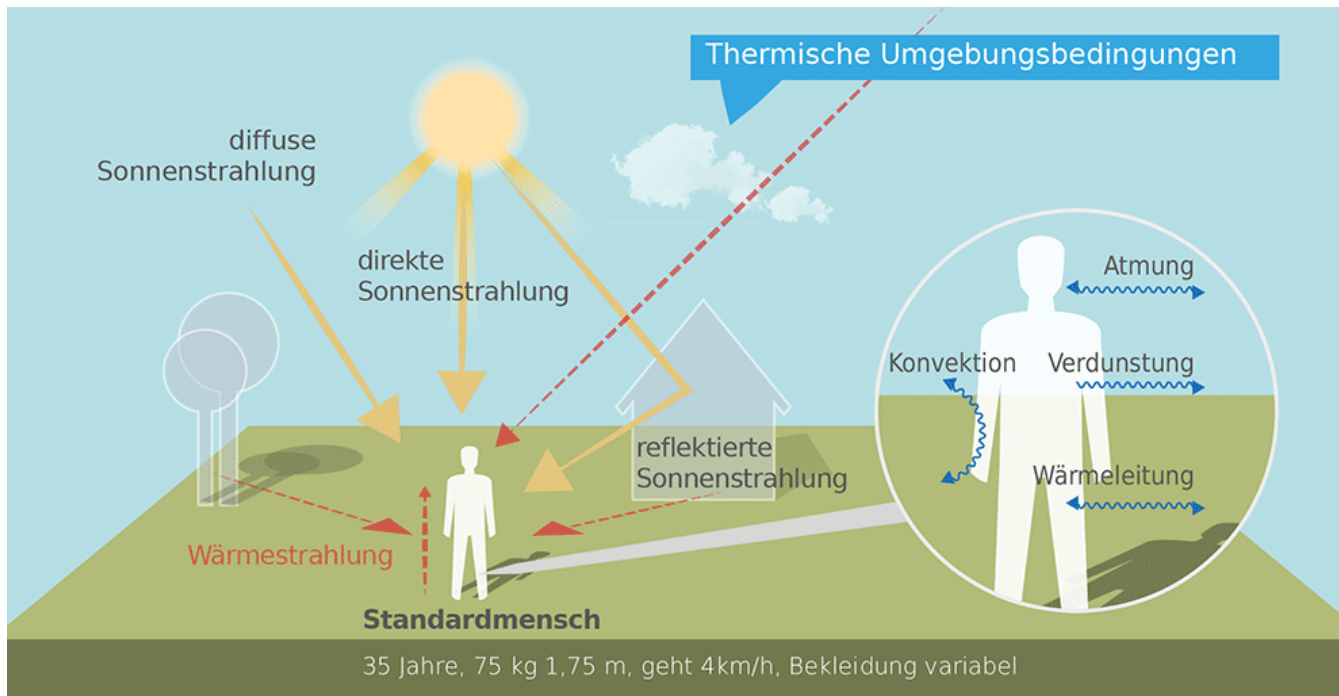 Thermische Umgebungsbedingungen
diffuse
Sonnenstrahlung
direkte
Sonnenstrahlung
Atmung
Konvektion
Verdunstung
reflektierte
Sonnenstrahlung
Wärmeleitung
Wärmestrahlung
Standardmensch
35 Jahre, 75 kg 1,75 m, geht 4km/h, Bekleidung variabel